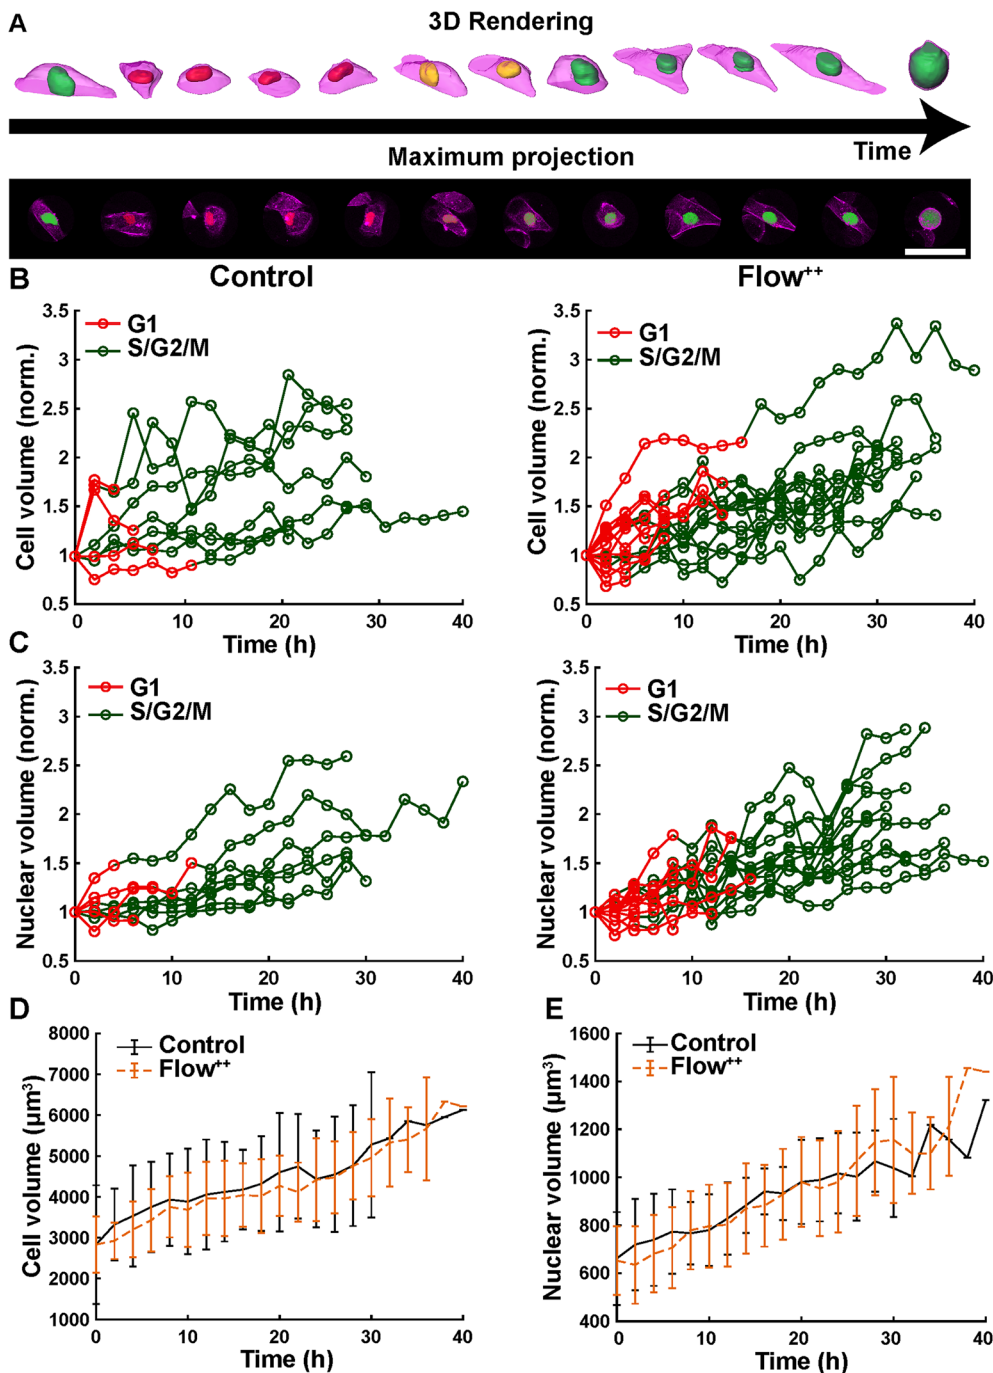 A
3D Rendering
Time
Maximum projection
B
Control
Flow⁺⁺
3.5
3
2.5
2
1.5
1
0.5
Cell volume (norm.)
G1
S/G2/M
0 10 20 30 40
Time (h)
3.5
3
2.5
2
1.5
1
0.5
Cell volume (norm.)
G1
S/G2/M
0 10 20 30 40
Time (h)
C
3.5
3
2.5
2
1.5
1
0.5
Nuclear volume (norm.)
G1
S/G2/M
0 10 20 30 40
Time (h)
3.5
3
2.5
2
1.5
1
0.5
Nuclear volume (norm.)
G1
S/G2/M
0 10 20 30 40
Time (h)
D
8000
7000
6000
5000
4000
3000
2000
1000
Cell volume (µm³)
Control
Flow⁺⁺
0 10 20 30 40
Time (h)
E
1600
1400
1200
1000
800
600
400
Nuclear volume (µm³)
Control
Flow⁺⁺
0 10 20 30 40
Time (h)